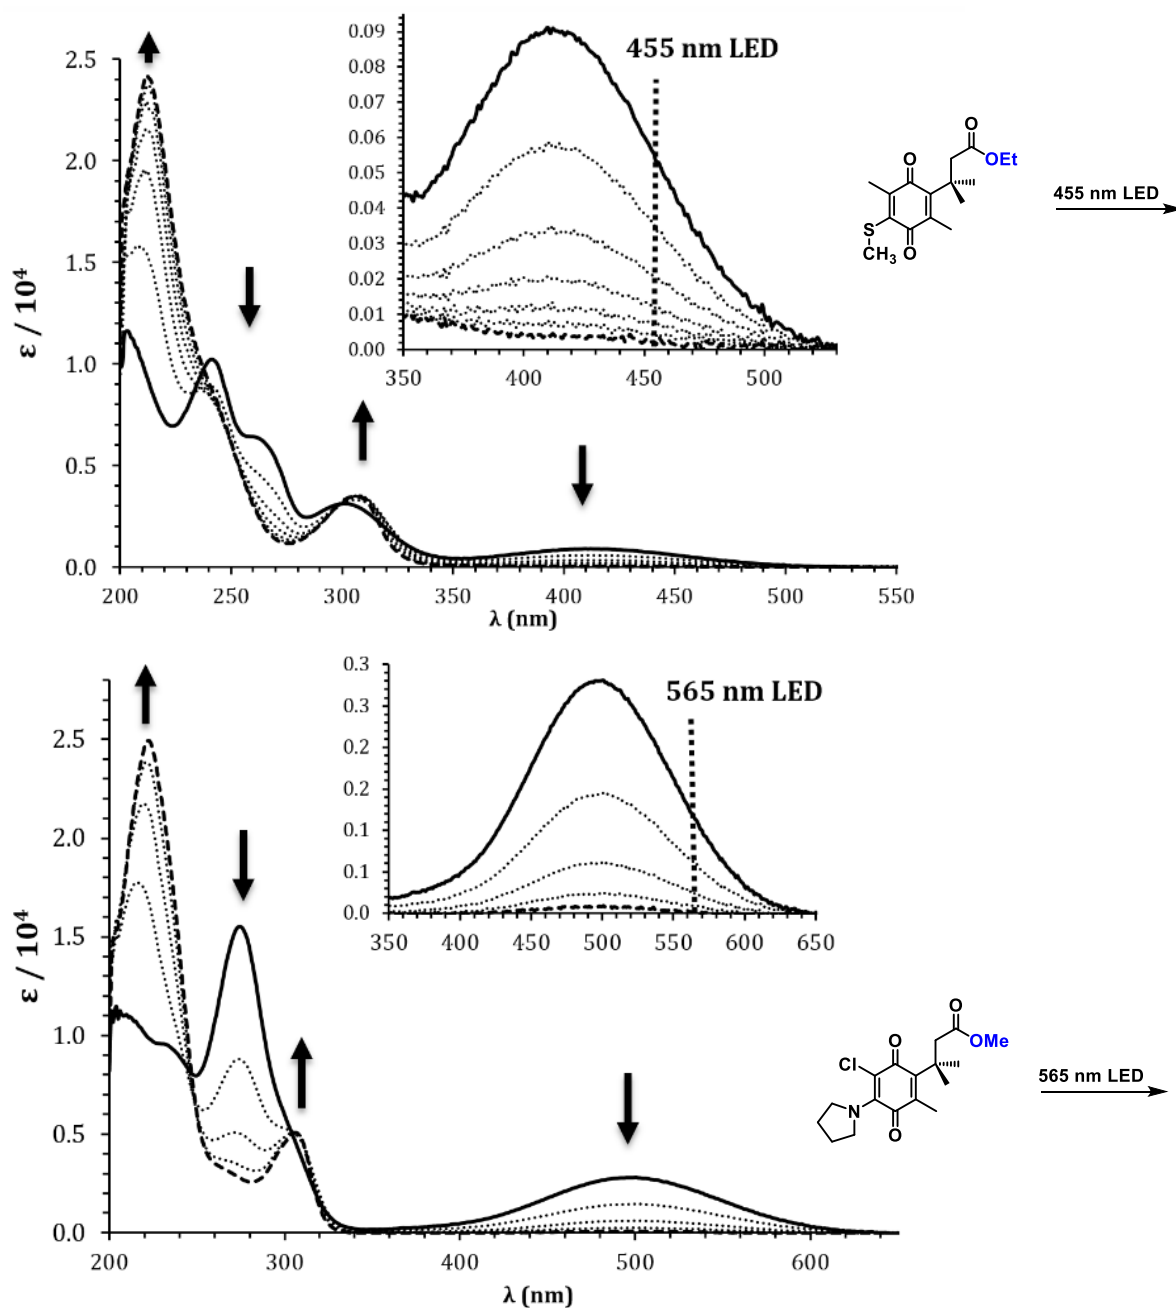 ε / 10⁴
2.5
2.0
1.5
1.0
0.5
0.0
200
250
300
350
400
450
500
550
λ (nm)
0.09
0.08
0.07
0.06
0.05
0.04
0.03
0.02
0.01
0.00
350
400
450
500
455 nm LED
O
OEt
O
S
CH3
O
455 nm LED
ε / 10⁴
2.5
2.0
1.5
1.0
0.5
0.0
200
300
400
500
600
λ (nm)
0.3
0.3
0.2
0.2
0.1
0.1
0.0
350
400
450
500
550
600
650
565 nm LED
O
OMe
O
Cl
N
O
565 nm LED